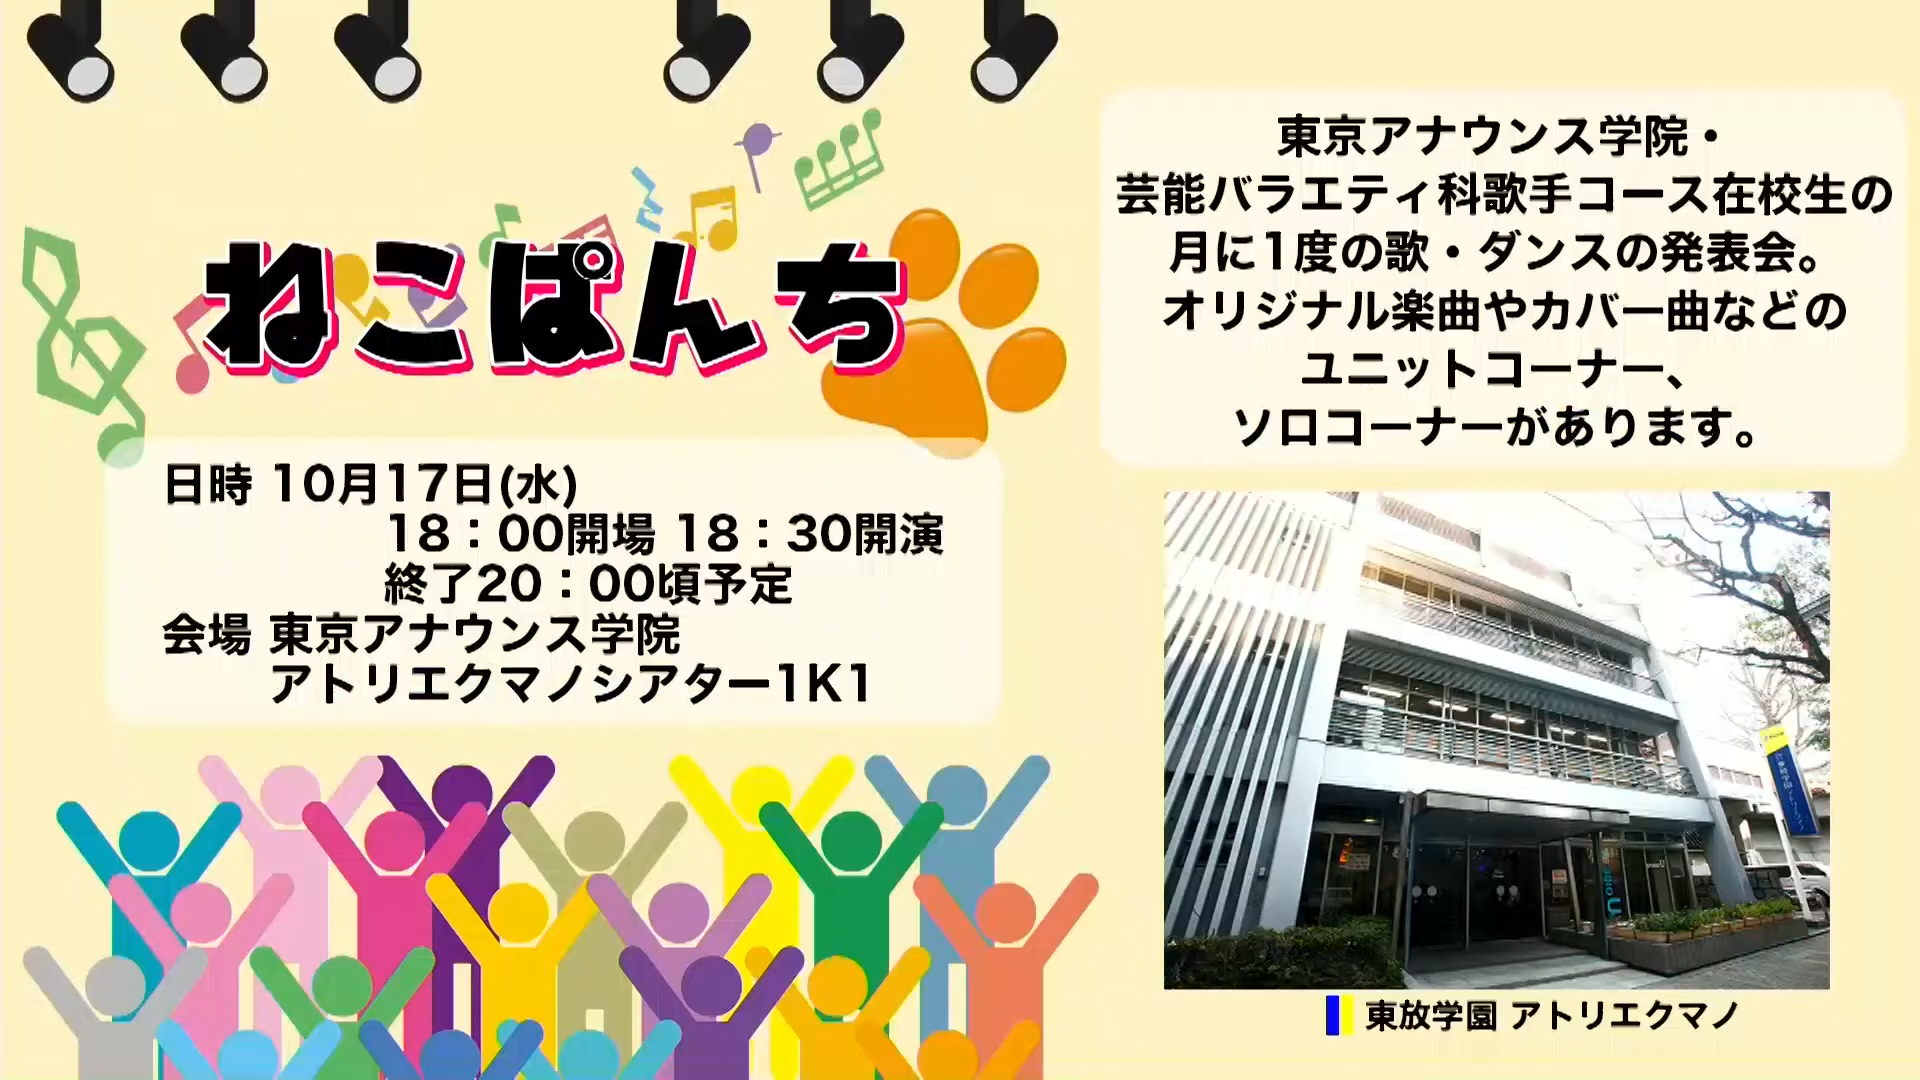 ねこぱんち
日時 10月17日(水)
18：00開場 18：30開演
終了20：00頃予定
会場 東京アナウンス学院
アトリエクマノシアター1K1
東京アナウンス学院・
芸能バラエティ科歌手コース在校生の
月に1度の歌・ダンスの発表会。
オリジナル楽曲やカバー曲などの
ユニットコーナー、
ソロコーナーがあります。
東放学園 アトリエクマノ